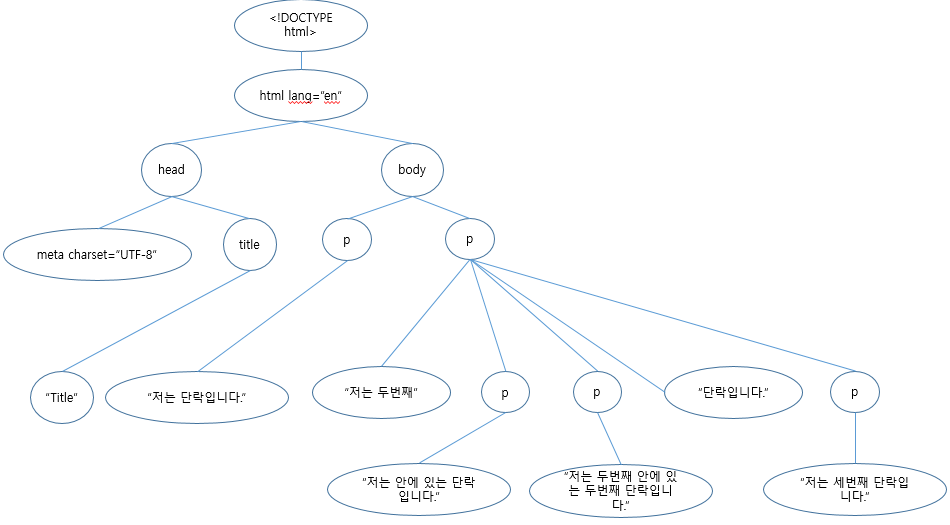 <!DOCTYPE
html>
html lang="en"
head
body
meta charset="UTF-8"
title
p
p
"Title"
"저는 단락입니다."
"저는 두번째"
p
p
"단락입니다."
p
"저는 안에 있는 단락
입니다."
"저는 두번째 안에 있
는 두번째 단락입니
다."
"저는 세번째 단락입
니다."